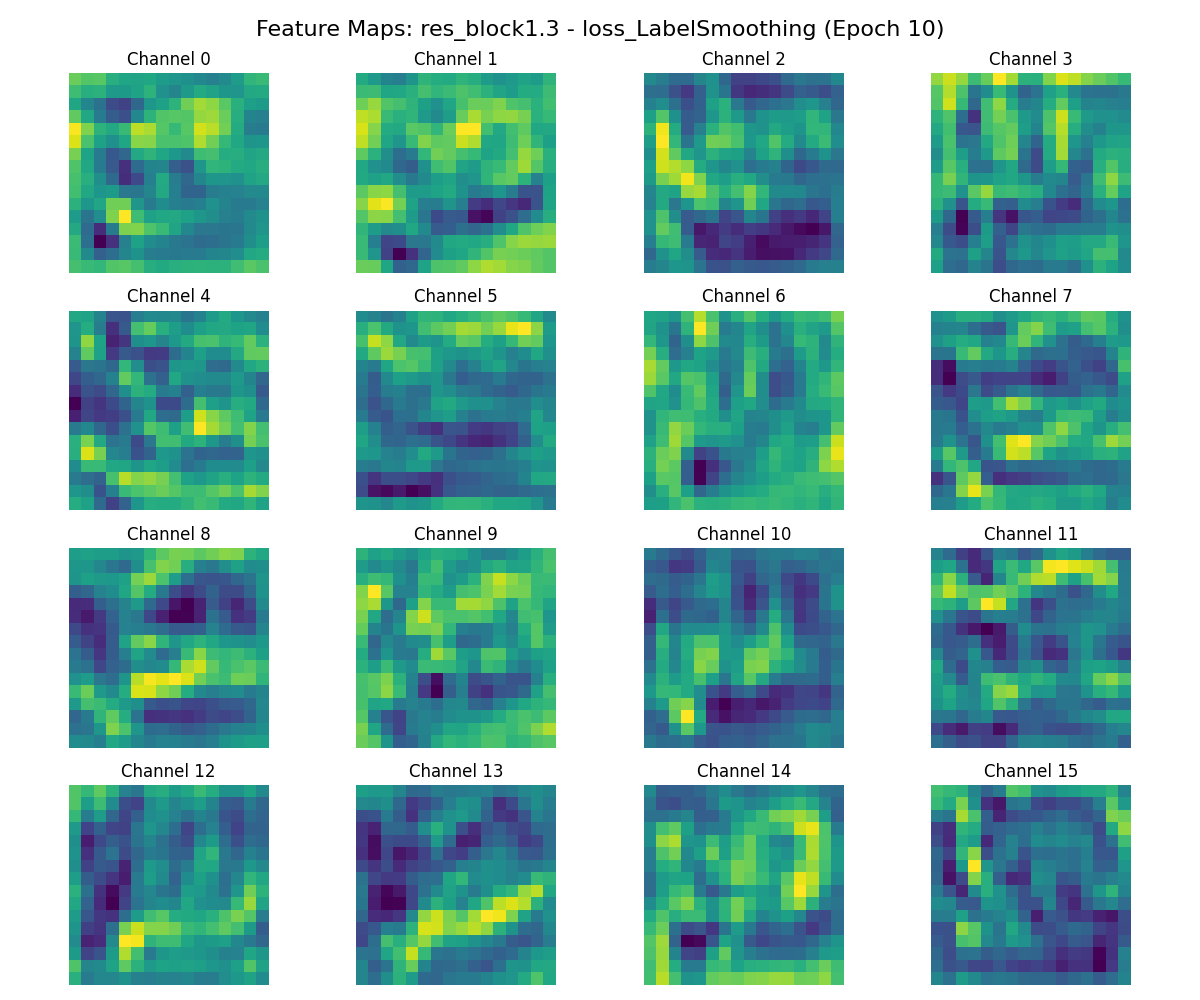 Feature Maps: res_block1.3 - loss_LabelSmoothing (Epoch 10)
Channel 0 Channel 1 Channel 2 Channel 3
Channel 4 Channel 5 Channel 6 Channel 7
Channel 8 Channel 9 Channel 10 Channel 11
Channel 12 Channel 13 Channel 14 Channel 15